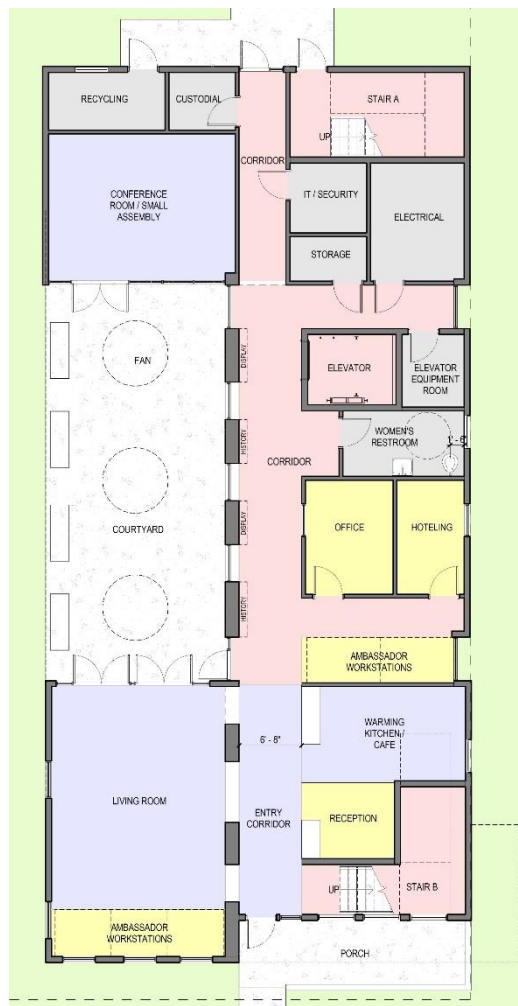 RECYCLING
CUSTODIAL
STAIR A
UP
CORRIDOR
CONFERENCE
ROOM / SMALL
ASSEMBLY
IT / SECURITY
ELECTRICAL
STORAGE
FAN
DISPLAY
ELEVATOR
ELEVATOR
EQUIPMENT
ROOM
HISTORY
WOMEN'S
RESTROOM
1' - 6"
CORRIDOR
COURTYARD
DISPLAY
OFFICE
HOTELING
HISTORY
AMBASSADOR
WORKSTATIONS
6' - 8"
WARMING
KITCHEN /
CAFE
LIVING ROOM
ENTRY
CORRIDOR
RECEPTION
UP
STAIR B
AMBASSADOR
WORKSTATIONS
PORCH